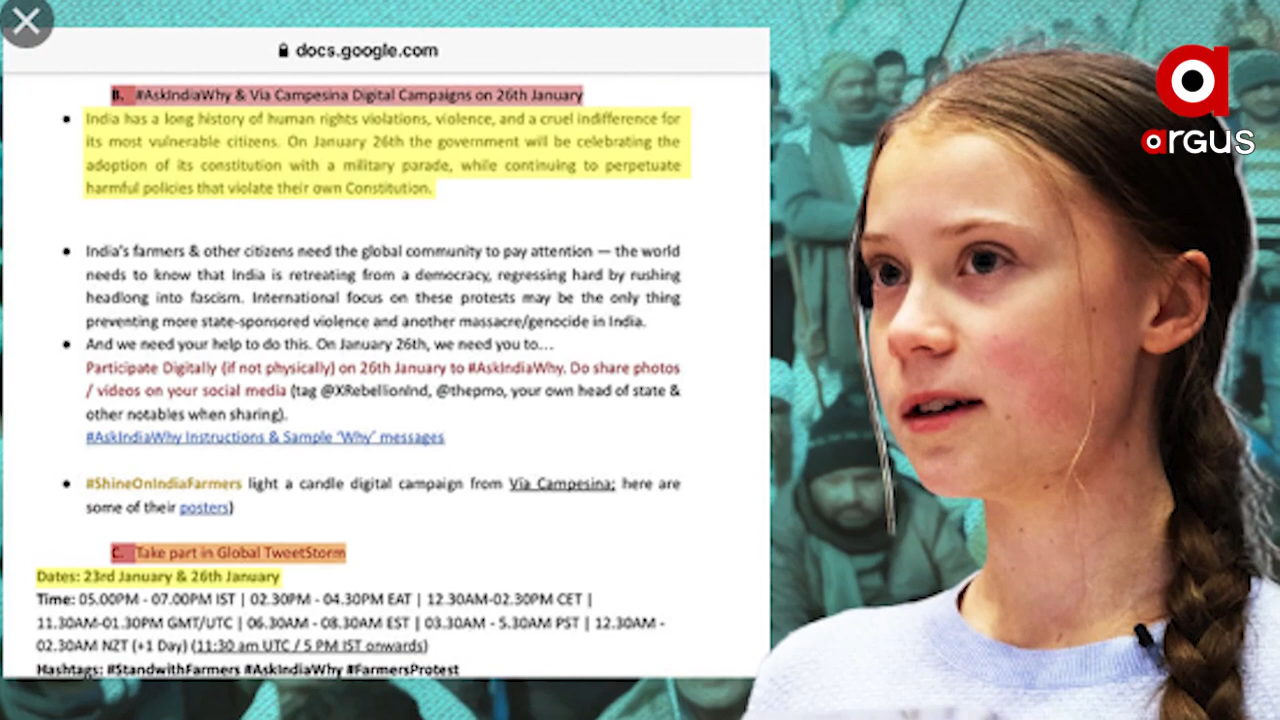 docs.google.com
B. #AskIndiaWhy & Via Campesina Digital Campaigns on 26th January
• India has a long history of human rights violations, violence, and a cruel indifference for
its most vulnerable citizens. On January 26th the government will be celebrating the
adoption of its constitution with a military parade, while continuing to perpetuate
harmful policies that violate their own Constitution.
• India's farmers & other citizens need the global community to pay attention — the world
needs to know that India is retreating from a democracy, regressing hard by rushing
headlong into fascism. International focus on these protests may be the only thing
preventing more state-sponsored violence and another massacre/genocide in India.
• And we need your help to do this. On January 26th, we need you to...
Participate Digitally (if not physically) on 26th January to #AskIndiaWhy. Do share photos
/ videos on your social media (tag @XRebellionInd, @thepmo, your own head of state &
other notables when sharing).
#AskIndiaWhy Instructions & Sample 'Why' messages
• #ShineOnIndiaFarmers light a candle digital campaign from Via Campesina; here are
some of their posters)
C. Take part in Global TweetStorm
Dates: 23rd January & 26th January
Time: 05.00PM - 07.00PM IST | 02.30PM - 04.30PM EAT | 12.30AM-02.30PM CET |
11.30AM-01.30PM GMT/UTC | 06.30AM - 08.30AM EST | 03.30AM - 5.30AM PST | 12.30AM -
02.30AM NZT (+1 Day) (11:30 am UTC / 5 PM IST onwards)
Hashtags: #StandwithFarmers #AskIndiaWhy #FarmersProtest
argus